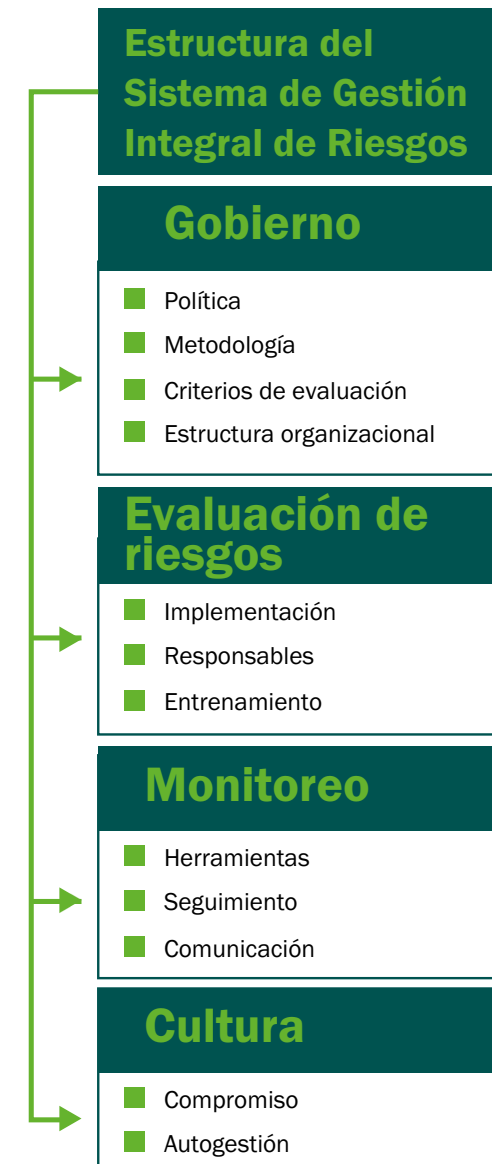 Estructura del
Sistema de Gestión
Integral de Riesgos
Gobierno
Política
Metodología
Criterios de evaluación
Estructura organizacional
Evaluación de
riesgos
Implementación
Responsables
Entrenamiento
Monitoreo
Herramientas
Seguimiento
Comunicación
Cultura
Compromiso
Autogestión